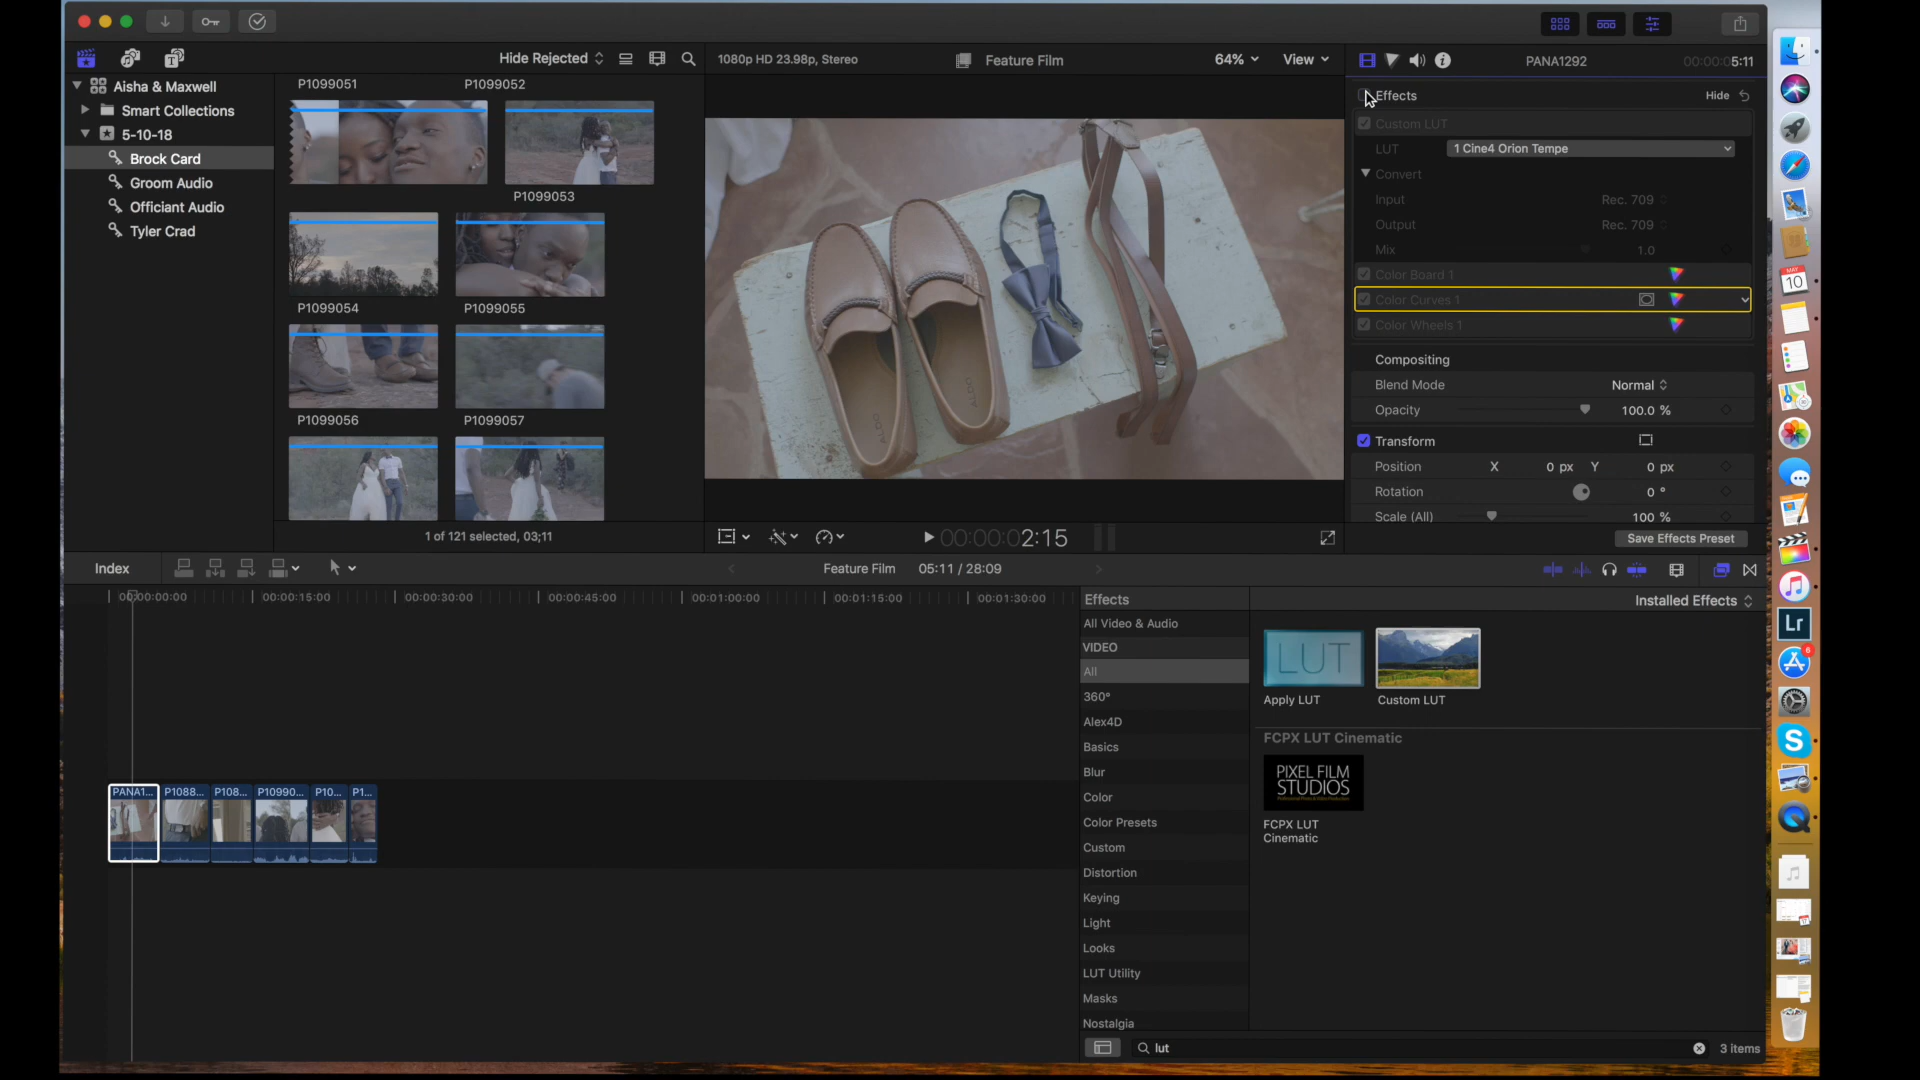 Hide Rejected
1080p HD 23.98p, Stereo
Feature Film
64%
View
PANA1292
00:00:05:11
Aisha & Maxwell
Smart Collections
5-10-18
Brock Card
Groom Audio
Officiant Audio
Tyler Crad
P1099051
P1099052
P1099053
P1099054
P1099055
P1099056
P1099057
1 of 121 selected, 03;11
ALDO
ALDO
00:00:02:15
Effects
Hide
Custom LUT
LUT
1 Cine4 Orion Tempe
Convert
Input
Rec. 709
Output
Rec. 709
Mix
1.0
Color Board 1
Color Curves 1
Color Wheels 1
Compositing
Blend Mode
Normal
Opacity
100.0 %
Transform
Position
X
0 px
Y
0 px
Rotation
0 °
Scale (All)
100 %
Save Effects Preset
Index
Feature Film
05:11 / 28:09
00:00:00:00
00:00:15:00
00:00:30:00
00:00:45:00
00:01:00:00
00:01:15:00
00:01:30:00
PANA1...
P1088...
P108...
P10990...
P10...
P1...
Effects
Installed Effects
All Video & Audio
VIDEO
All
360°
Alex4D
Basics
Blur
Color
Color Presets
Custom
Distortion
Keying
Light
Looks
LUT Utility
Masks
Nostalgia
LUT
Apply LUT
Custom LUT
FCPX LUT Cinematic
PIXEL FILM
STUDIOS
FCPX LUT
Cinematic
lut
3 items
MAY
10
Lr
6
S
17